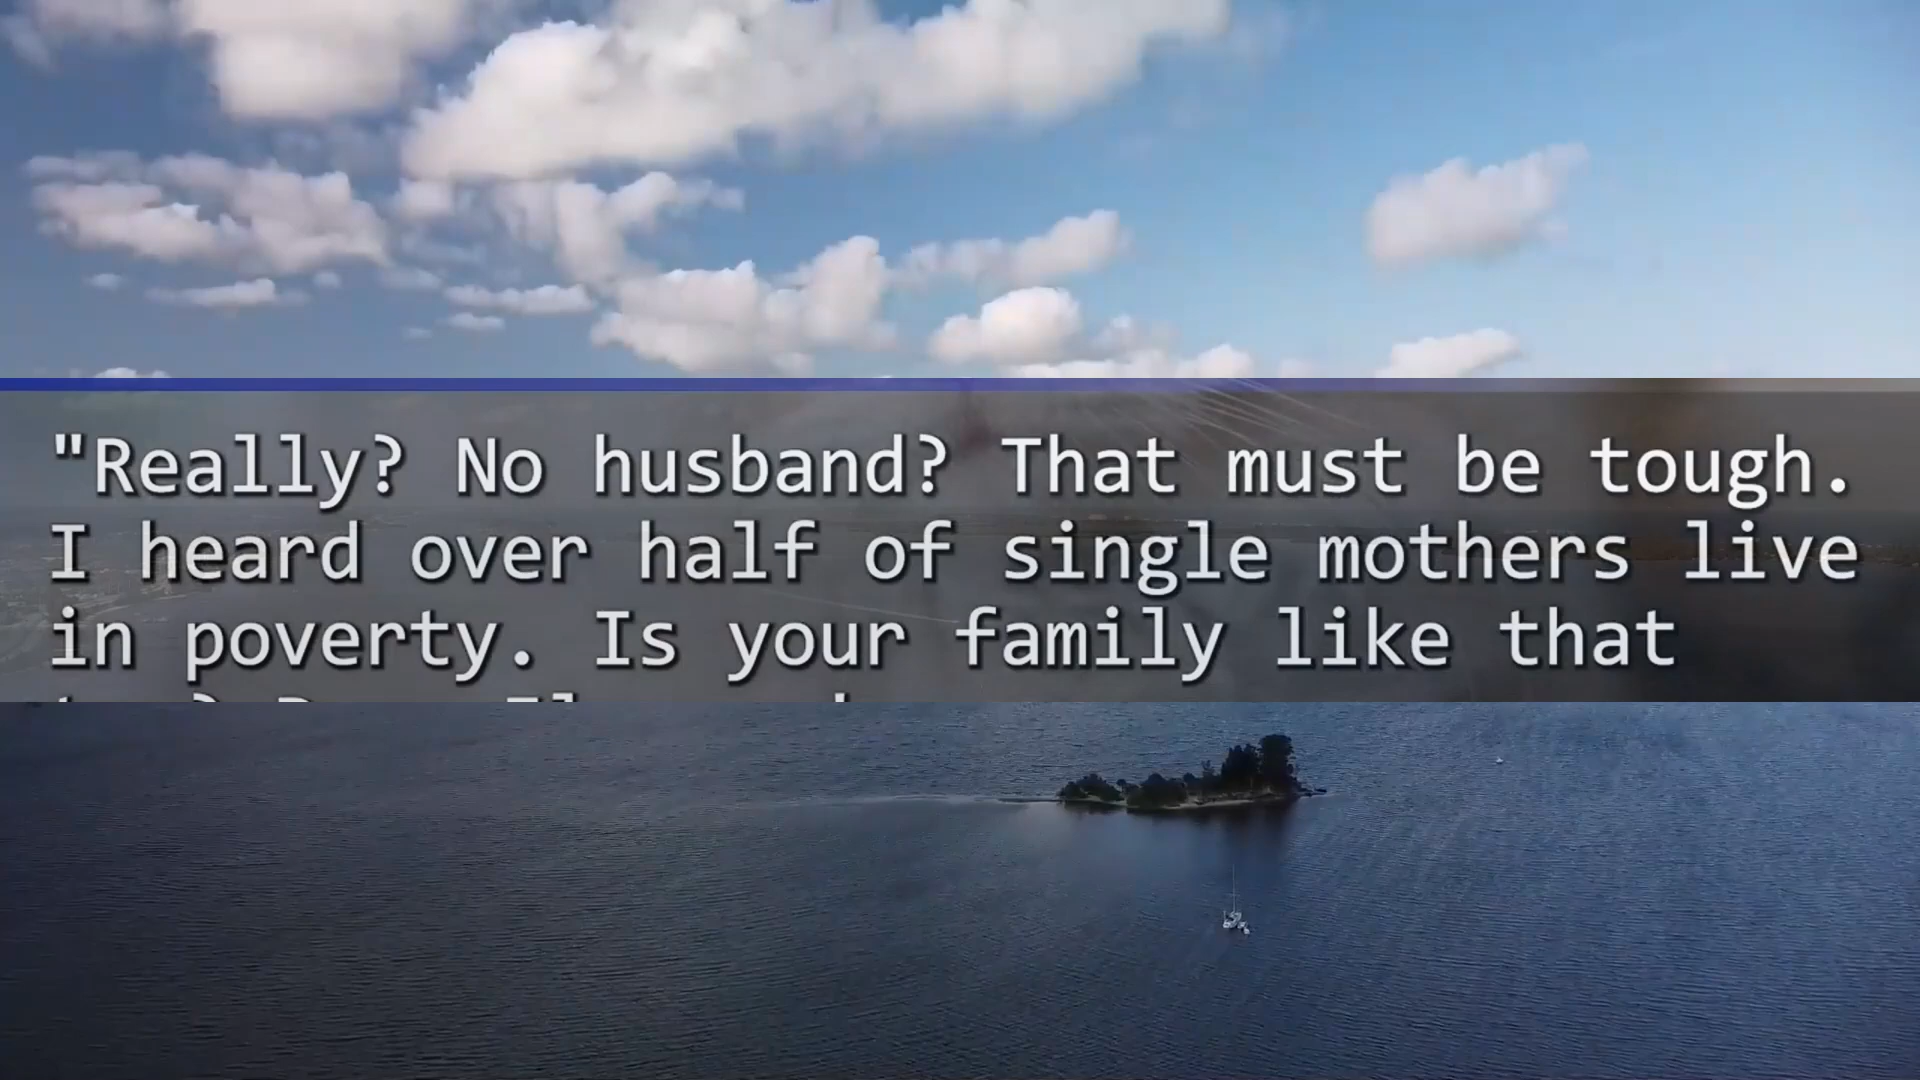 "Really? No husband? That must be tough.
I heard over half of single mothers live
in poverty. Is your family like that